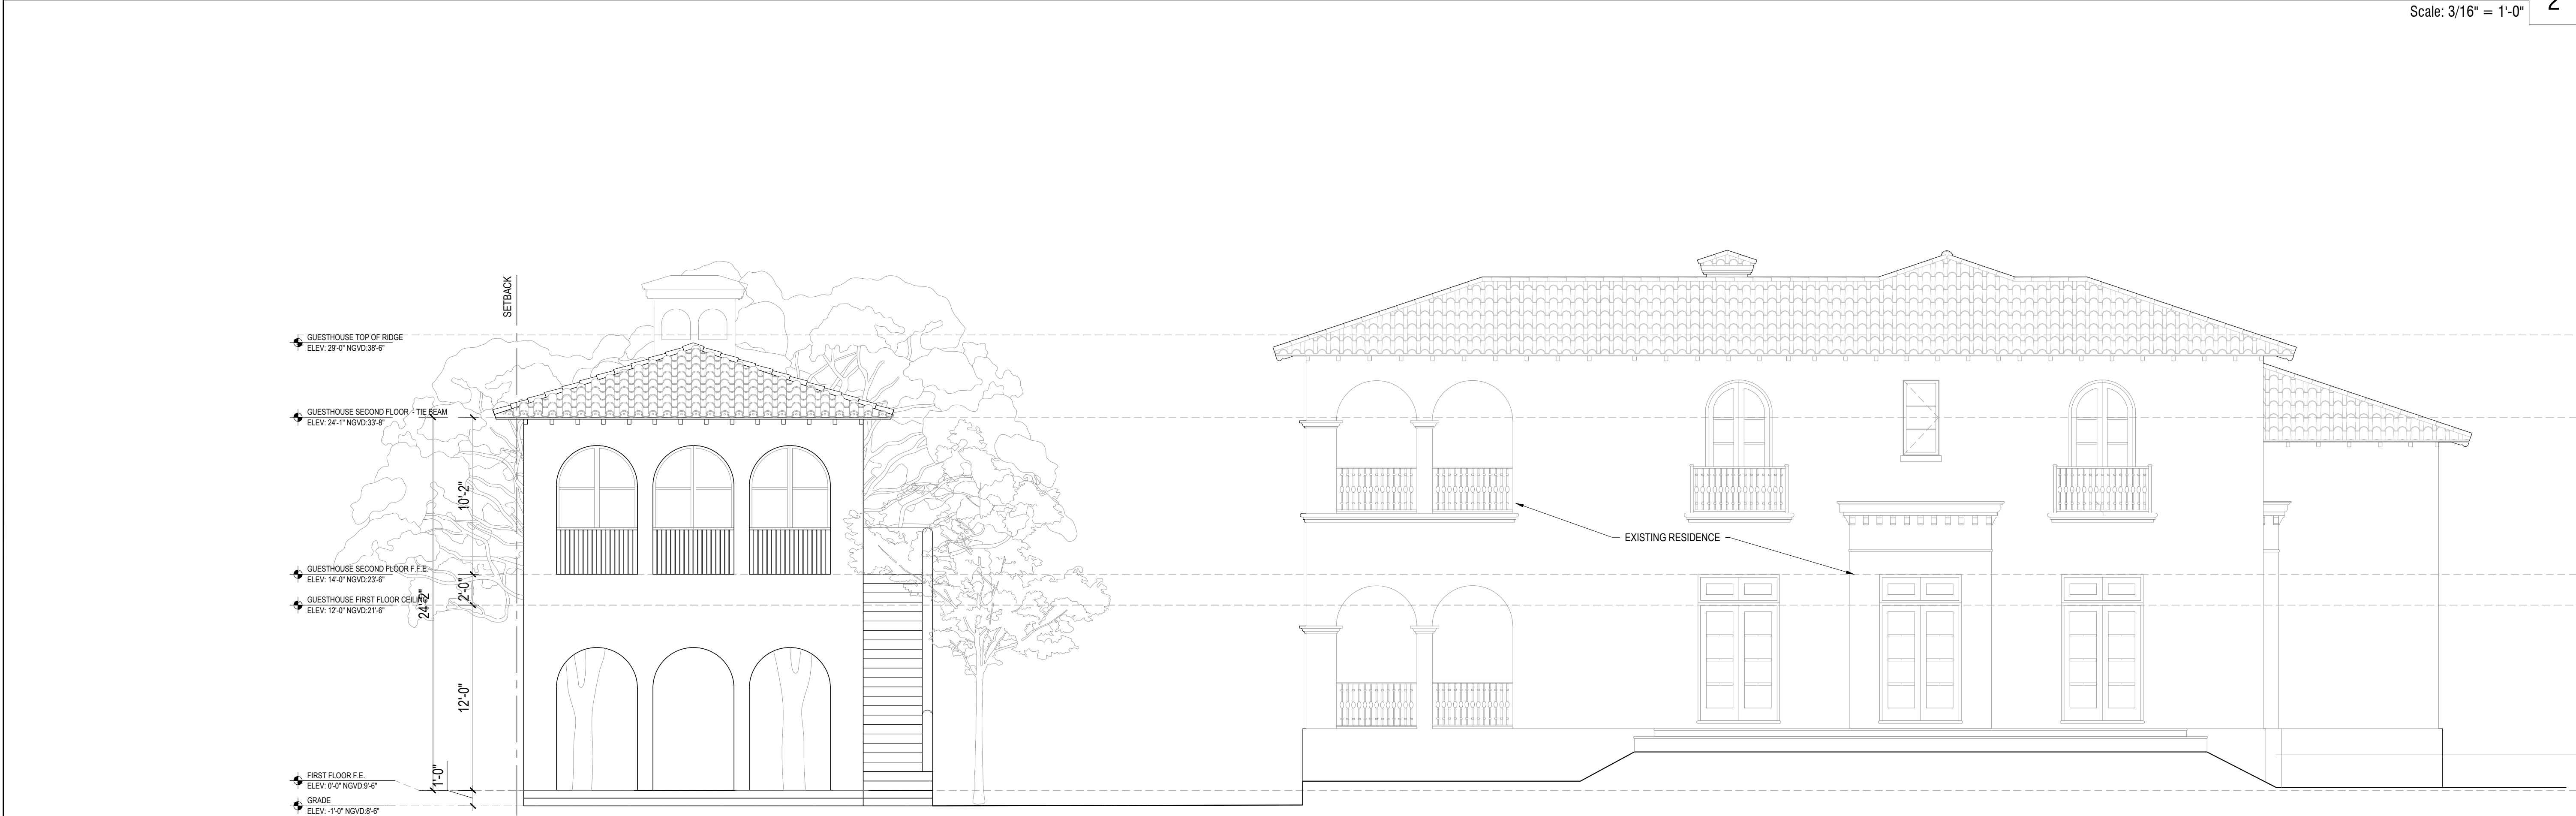 Scale: 3/16" = 1'-0"
2
SETBACK
GUESTHOUSE TOP OF RIDGE
ELEV: 29'-0" NGVD:38'-6"
GUESTHOUSE SECOND FLOOR - TIE BEAM
ELEV: 24'-1" NGVD:33'-8"
10'-2"
EXISTING RESIDENCE
GUESTHOUSE SECOND FLOOR F.F.E.
ELEV: 14'-0" NGVD:23'-6"
2'-0"
24'-2"
GUESTHOUSE FIRST FLOOR CEILING
ELEV: 12'-0" NGVD:21'-6"
12'-0"
1'-0"
FIRST FLOOR F.E.
ELEV: 0'-0" NGVD:9'-6"
GRADE
ELEV: -1'-0" NGVD:8'-6"